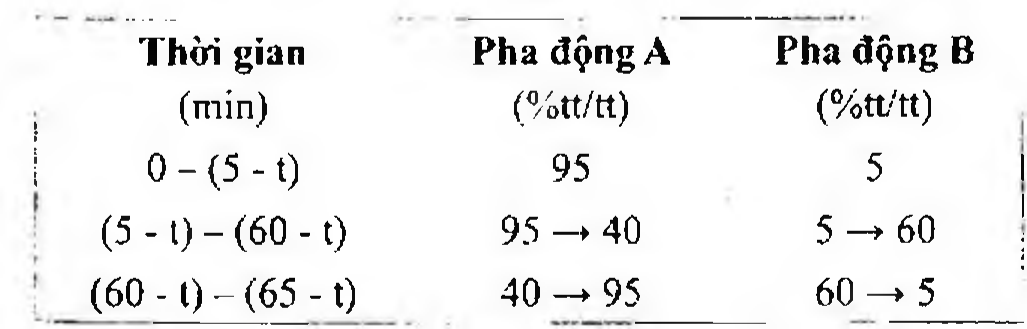 Thời gian Pha động A Pha động B
(min) (%tt/tt) (%tt/tt)
0 – (5 - t) 95 5
(5 - t) – (60 - t) 95 → 40 5 → 60
(60 - t) – (65 - t) 40 → 95 60 → 5